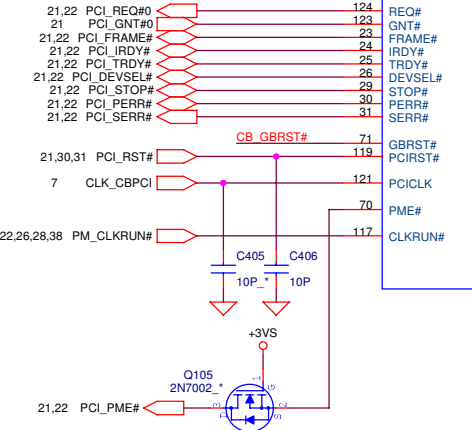 21,22 PCI_REQ#0 124 REQ#
21 PCI_GNT#0 123 GNT#
21,22 PCI_FRAME# 23 FRAME#
21,22 PCI_IRDY# 24 IRDY#
21,22 PCI_TRDY# 25 TRDY#
21,22 PCI_DEVSEL# 26 DEVSEL#
21,22 PCI_STOP# 29 STOP#
21,22 PCI_PERR# 30 PERR#
21,22 PCI_SERR# 31 SERR#
CB_GBRST# 71 GBRST#
21,30,31 PCI_RST# 119 PCIRST#
7 CLK_CBPCI 121 PCICLK
70 PME#
22,26,28,38 PM_CLKRUN# 117 CLKRUN#
C405 C406
10P_* 10P
+3VS
Q105
2N7002_*
1 G
21,22 PCI_PME# 3 D S 2